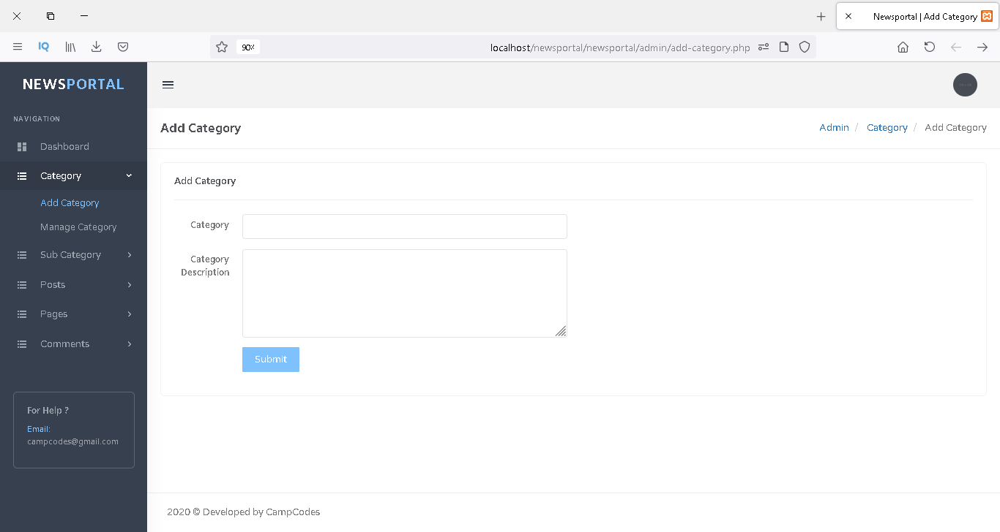 Newsportal | Add Category
IQ
90%
localhost/newsportal/newsportal/admin/add-category.php
NEWSPORTAL
NAVIGATION
Dashboard
Category
Add Category
Manage Category
Sub Category
Posts
Pages
Comments
For Help ?
Email:
campcodes@gmail.com
Add Category
Admin / Category / Add Category
Add Category
Category
Category
Description
Submit
2020 © Developed by CampCodes